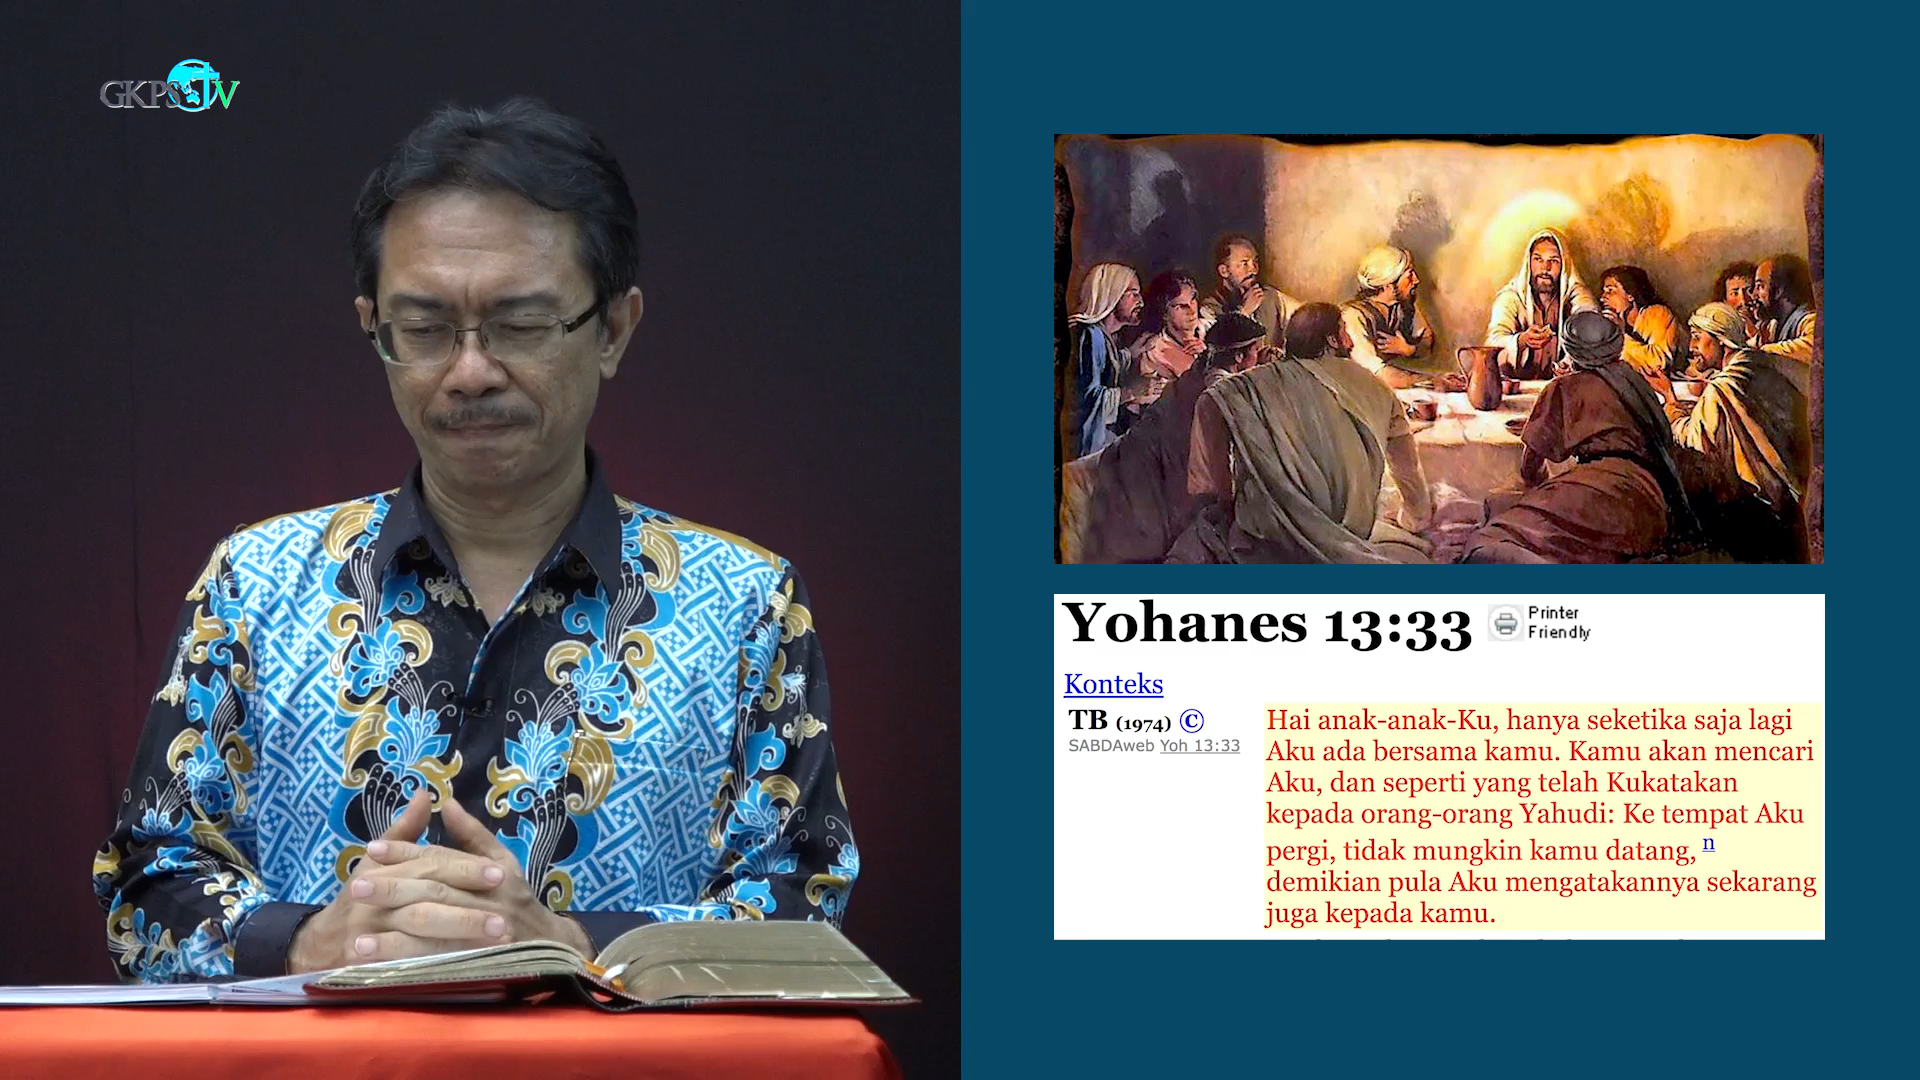 GKPS TV
Yohanes 13:33
Printer
Friendly
Konteks
TB (1974) ©
SABDAweb Yoh 13:33
Hai anak-anak-Ku, hanya seketika saja lagi
Aku ada bersama kamu. Kamu akan mencari
Aku, dan seperti yang telah Kukatakan
kepada orang-orang Yahudi: Ke tempat Aku
pergi, tidak mungkin kamu datang, n
demikian pula Aku mengatakannya sekarang
juga kepada kamu.